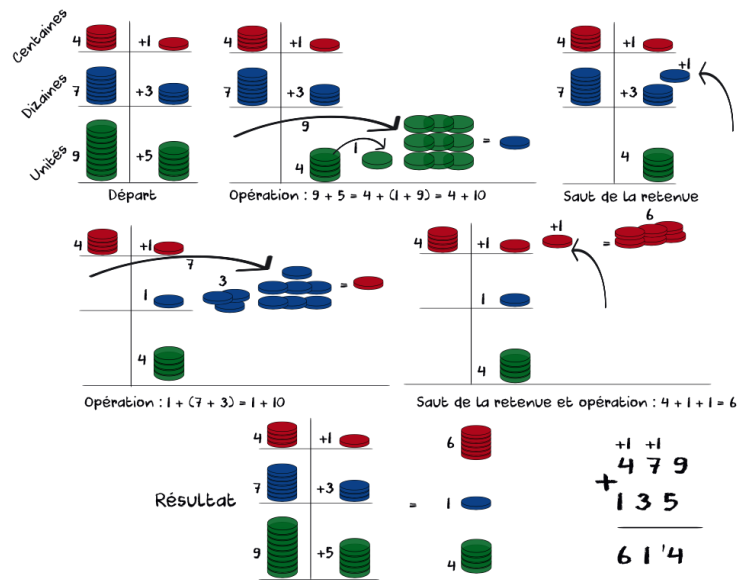 Centaines
4 +1
Dizaines
7 +3
Unités
9 +5
Départ
4 +1
7 +3
9
1
4
=
Opération : 9 + 5 = 4 + (1 + 9) = 4 + 10
4 +1
+1
7 +3
4
Saut de la retenue
4 +1
7
1
3
=
4
Opération : 1 + (7 + 3) = 1 + 10
4 +1
+1
=
6
1
4
Saut de la retenue et opération : 4 + 1 + 1 = 6
Résultat
4 +1
7 +3
9 +5
=
6
1
4
+1 +1
4 7 9
+
1 3 5
6 1 '4